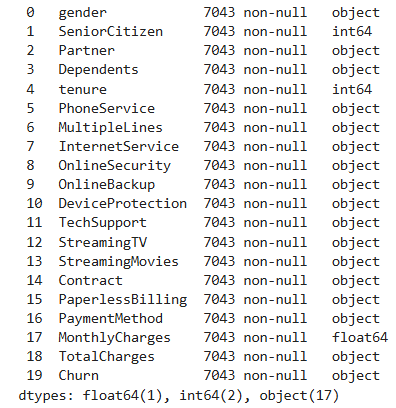 0 gender 7043 non-null object
1 SeniorCitizen 7043 non-null int64
2 Partner 7043 non-null object
3 Dependents 7043 non-null object
4 tenure 7043 non-null int64
5 PhoneService 7043 non-null object
6 MultipleLines 7043 non-null object
7 InternetService 7043 non-null object
8 OnlineSecurity 7043 non-null object
9 OnlineBackup 7043 non-null object
10 DeviceProtection 7043 non-null object
11 TechSupport 7043 non-null object
12 StreamingTV 7043 non-null object
13 StreamingMovies 7043 non-null object
14 Contract 7043 non-null object
15 PaperlessBilling 7043 non-null object
16 PaymentMethod 7043 non-null object
17 MonthlyCharges 7043 non-null float64
18 TotalCharges 7043 non-null object
19 Churn 7043 non-null object
dtypes: float64(1), int64(2), object(17)